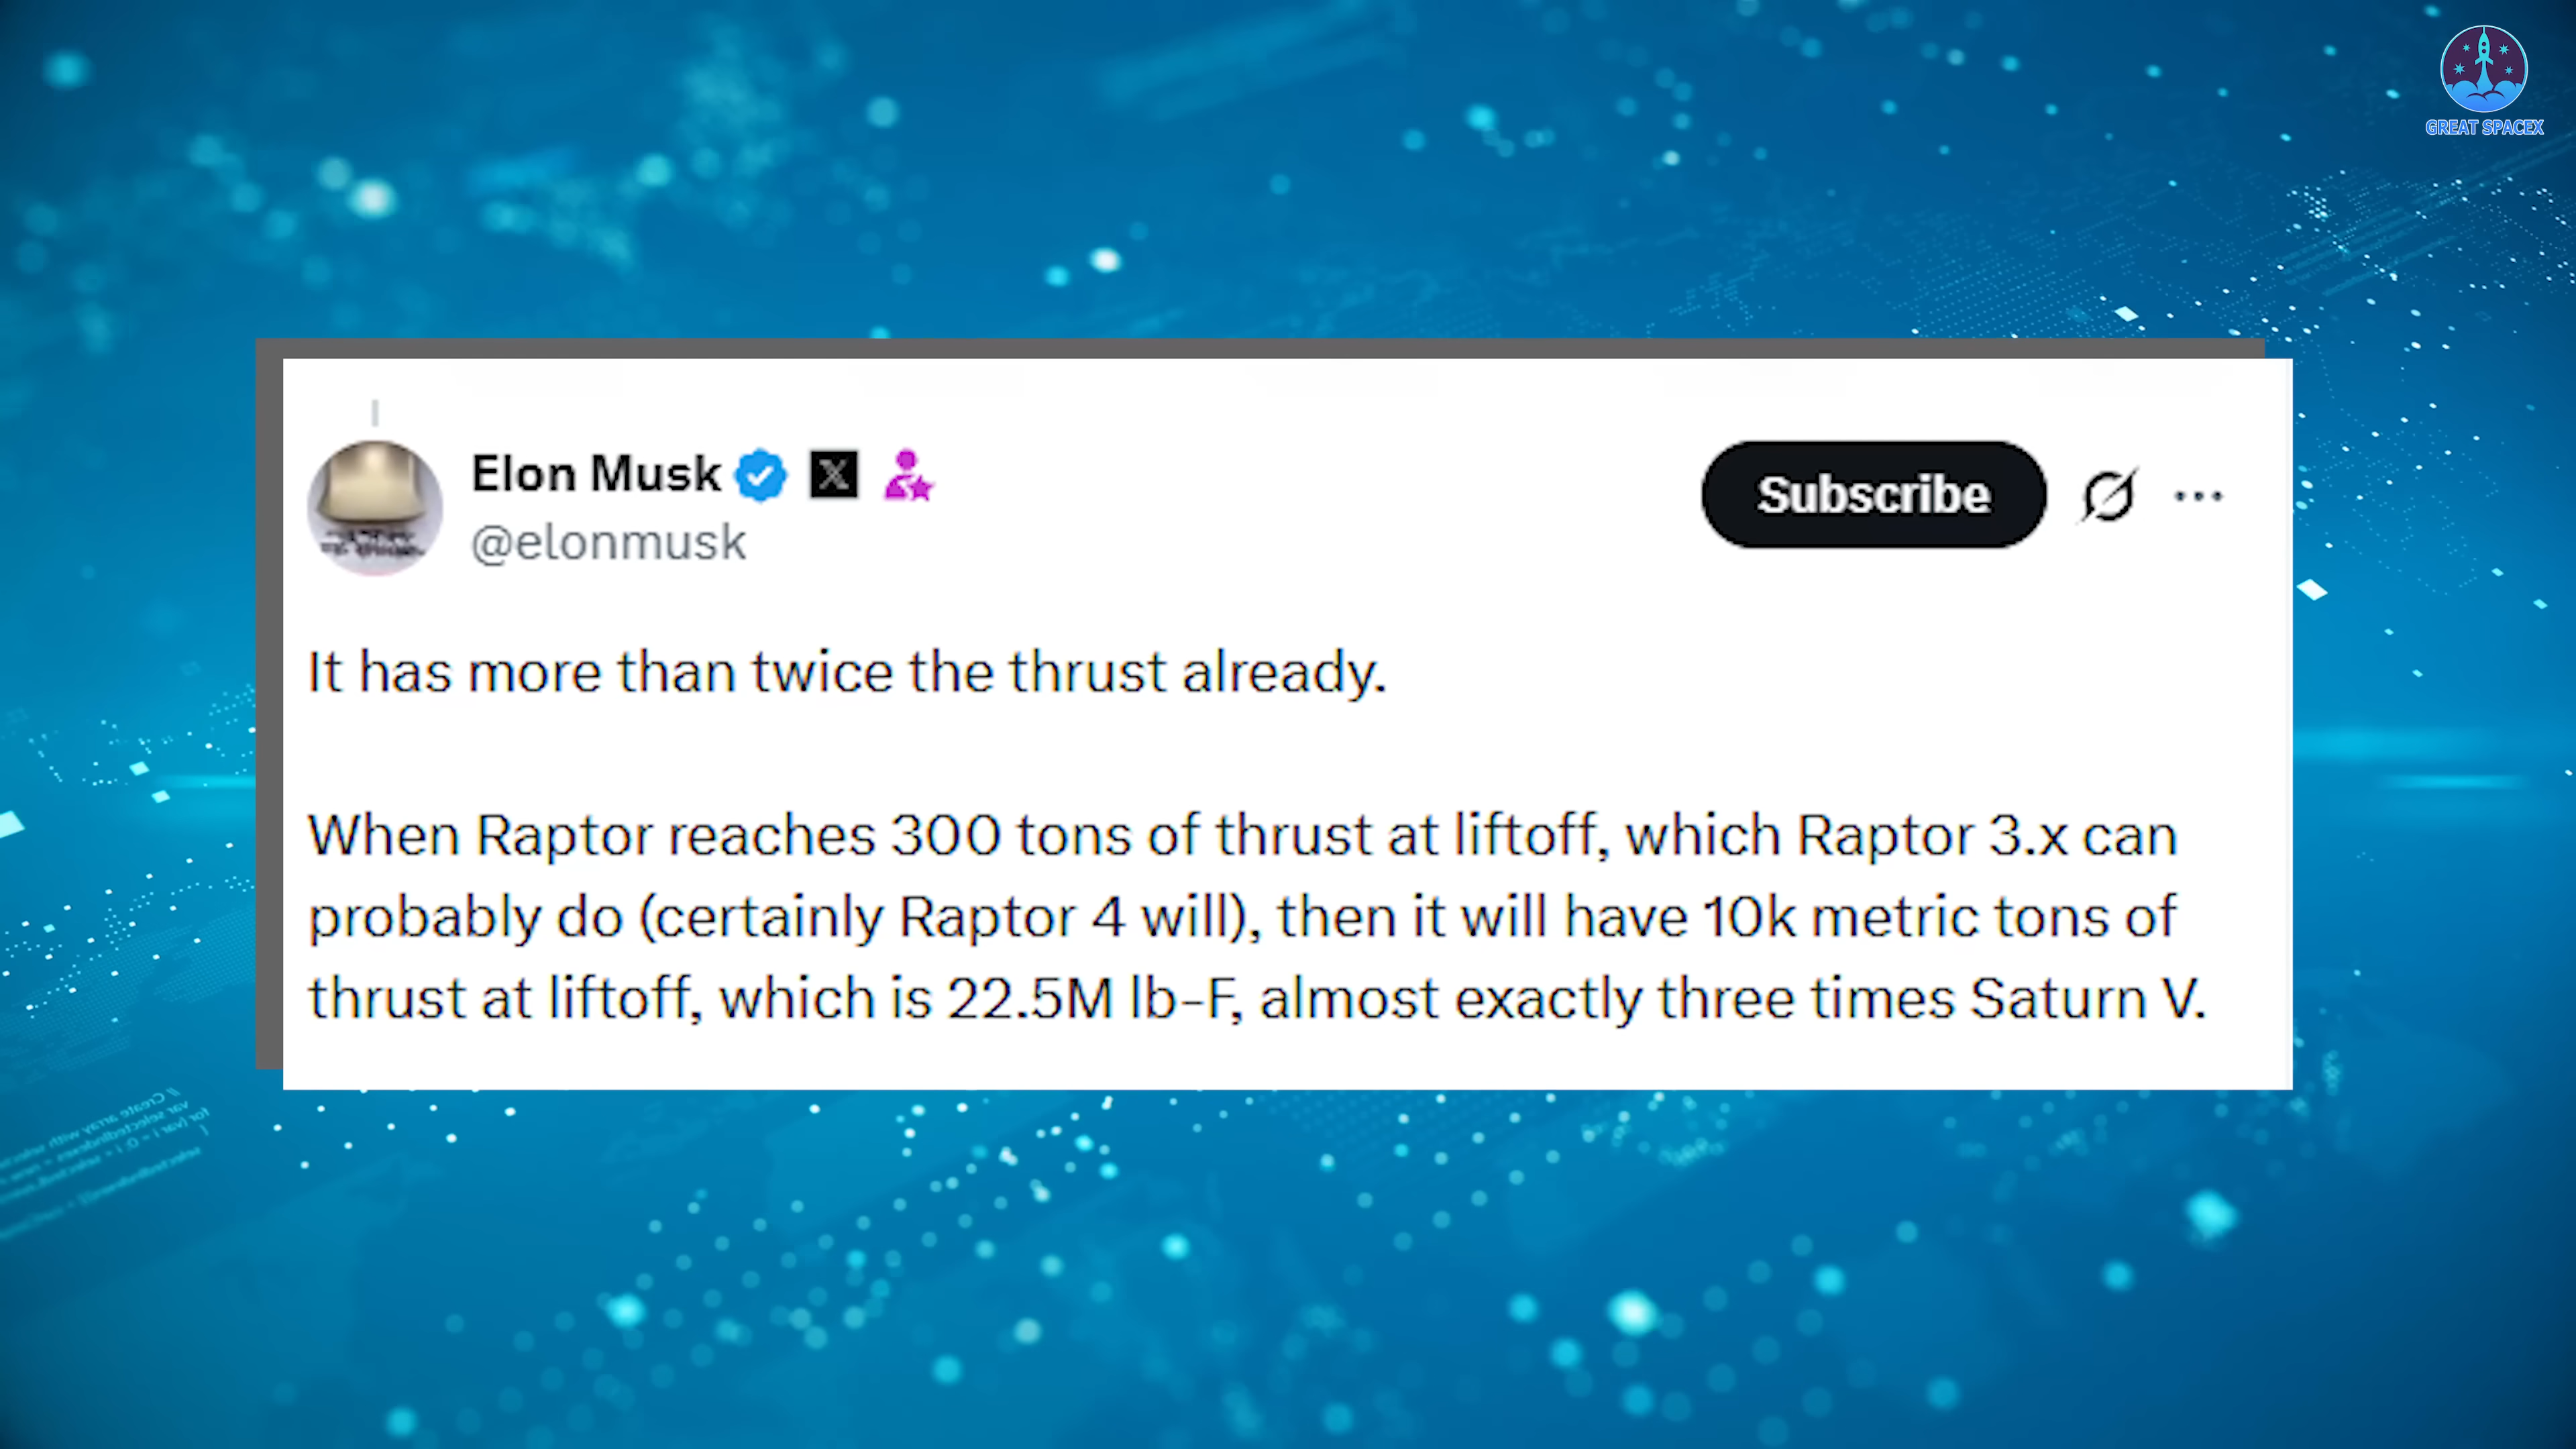 GREAT SPACEX
Elon Musk
@elonmusk
Subscribe
It has more than twice the thrust already.
When Raptor reaches 300 tons of thrust at liftoff, which Raptor 3.x can
probably do (certainly Raptor 4 will), then it will have 10k metric tons of
thrust at liftoff, which is 22.5M lb-F, almost exactly three times Saturn V.